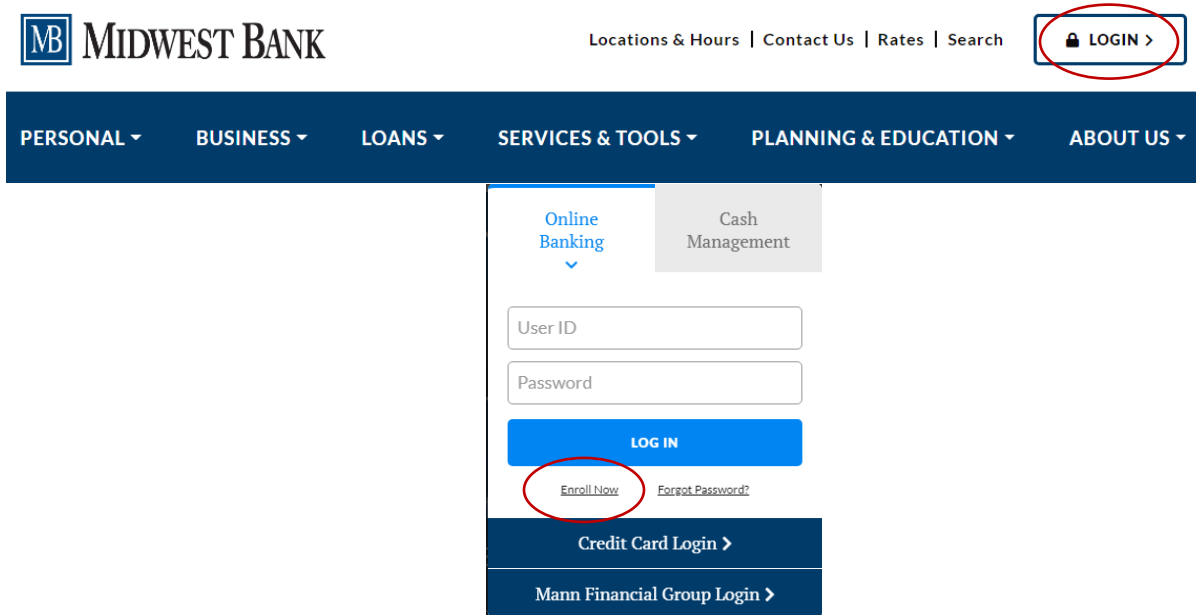 MB MIDWEST BANK
Locations & Hours | Contact Us | Rates | Search
LOGIN >
PERSONAL BUSINESS LOANS SERVICES & TOOLS PLANNING & EDUCATION ABOUT US
Online
Banking
Cash
Management
User ID
Password
LOG IN
Enroll Now Forgot Password?
Credit Card Login >
Mann Financial Group Login >